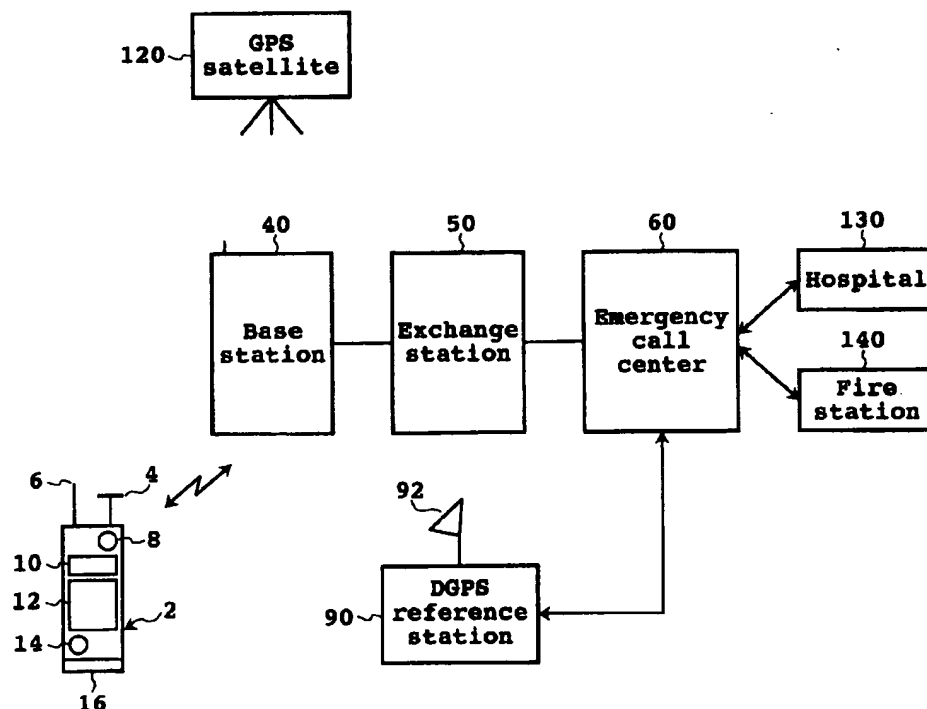 120
GPS
satellite
40
50
60
130
Base
station
Exchange
station
Emergency
call
center
Hospital
140
Fire
station
6
4
8
10
12
2
14
16
92
90
DGPS
reference
station